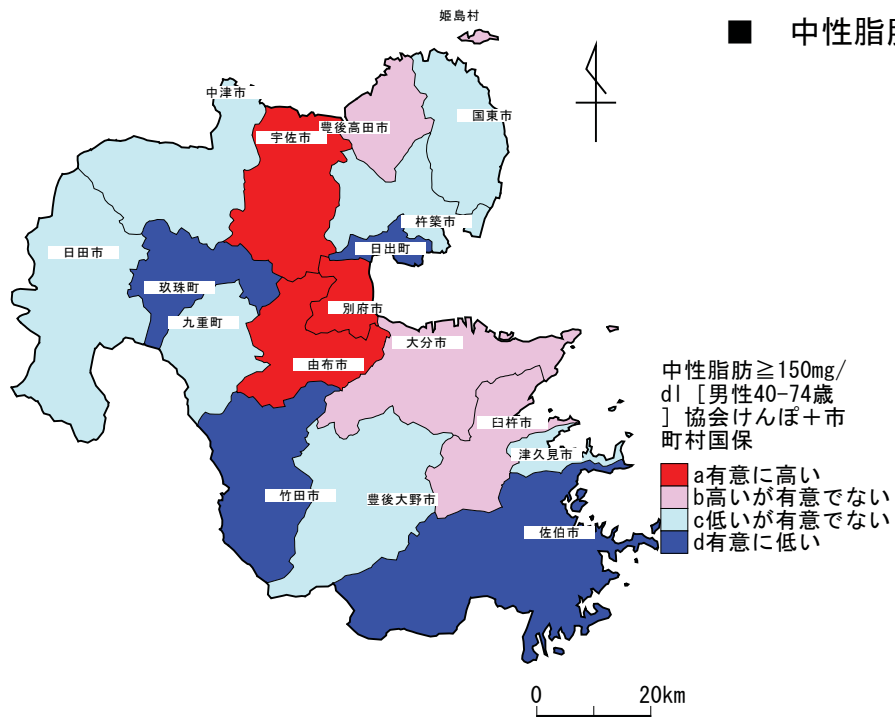 姫島村
■ 中性脂
中津市
国東市
豊後高田市
宇佐市
杵築市
日出町
日田市
玖珠町
別府市
九重町
大分市
由布市
臼杵市
津久見市
竹田市
豊後大野市
佐伯市
中性脂肪≧150mg/
dl [男性40-74歳
] 協会けんぽ＋市
町村国保
a有意に高い
b高いが有意でない
c低いが有意でない
d有意に低い
0 20km